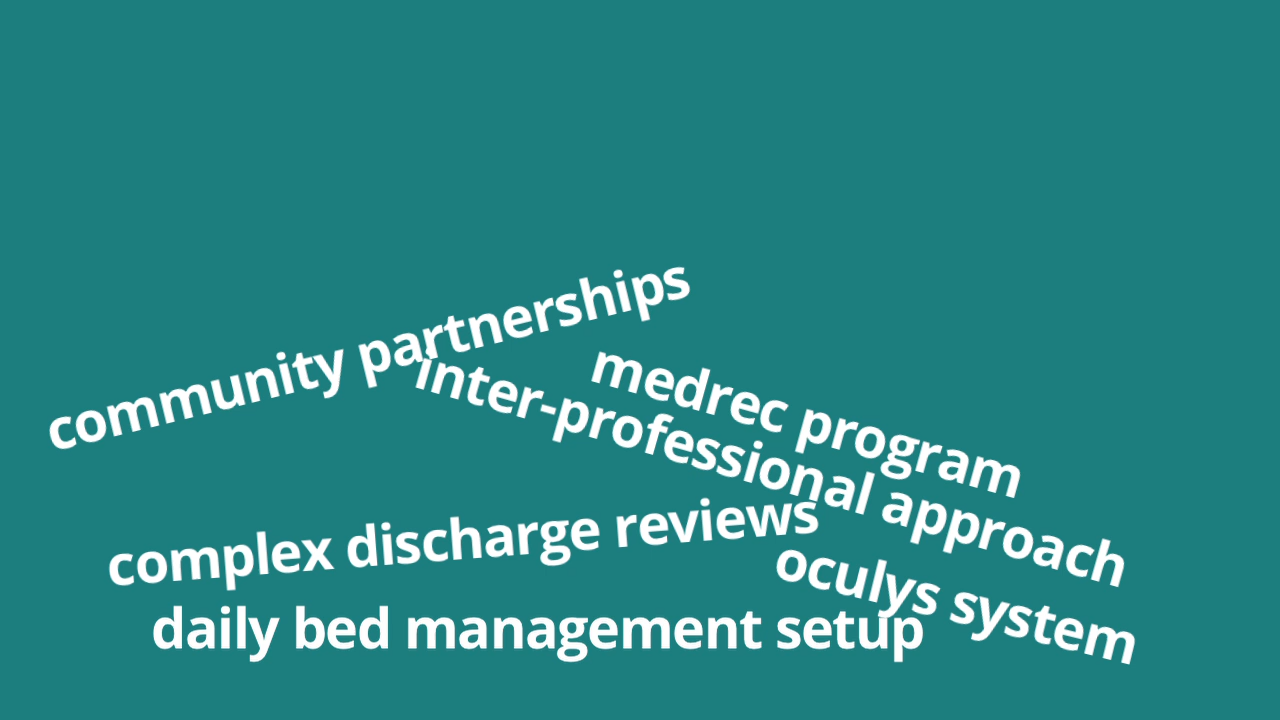 community partnerships
medrec program
inter-professional approach
complex discharge reviews
oculys system
daily bed management setup